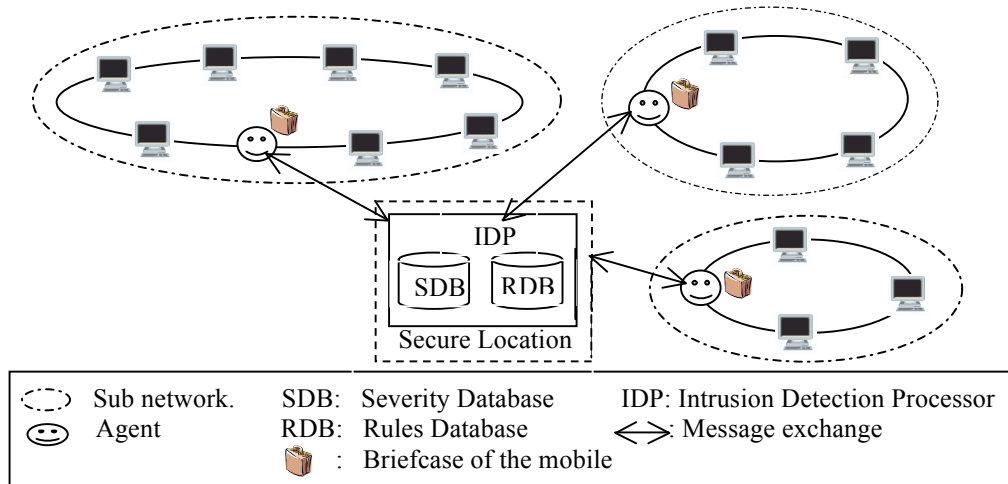 IDP
SDB RDB
Secure Location
Sub network. SDB: Severity Database IDP: Intrusion Detection Processor
Agent RDB: Rules Database : Message exchange
: Briefcase of the mobile